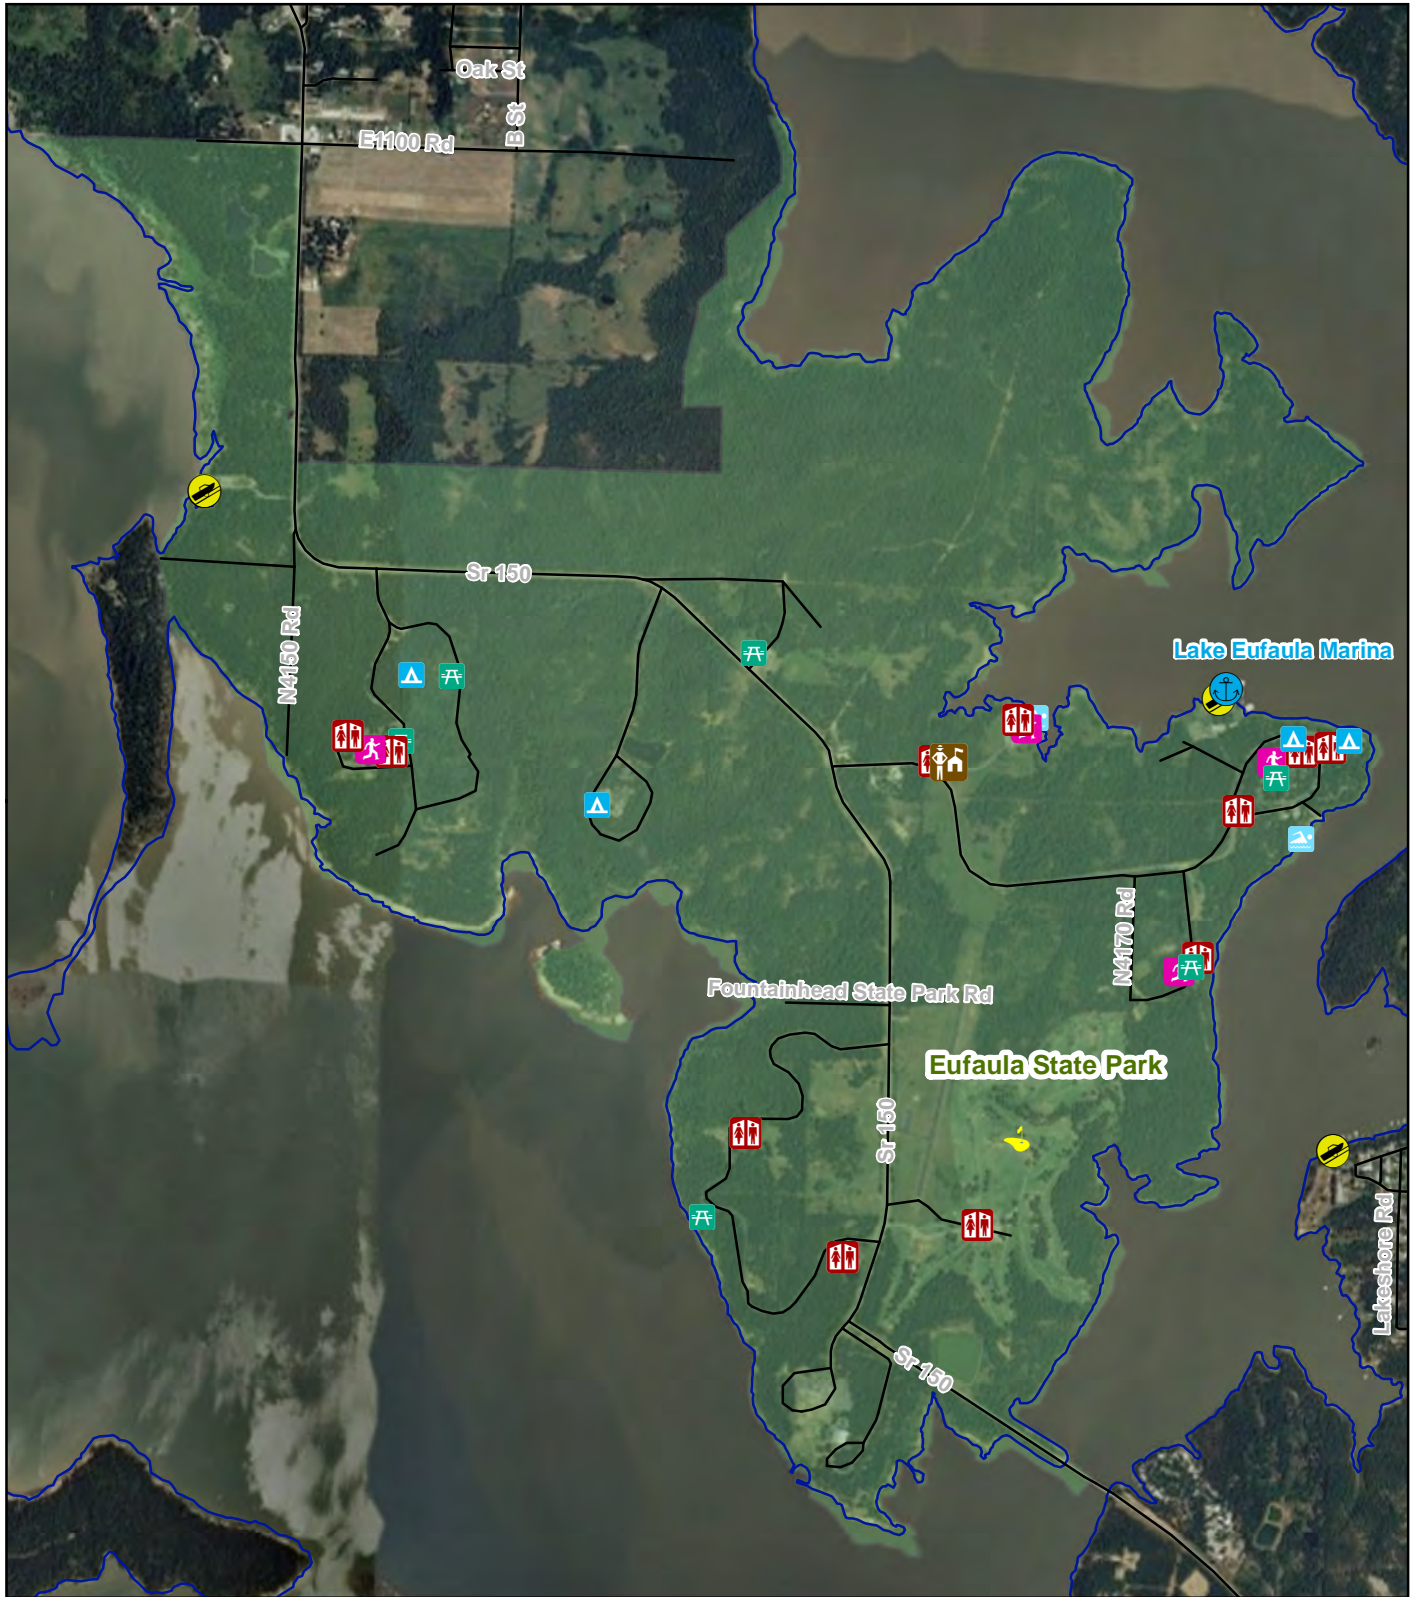 Oak St
B St
E1100 Rd
Sr 150
N4150 Rd
Lake Eufaula Marina
N4170 Rd
Fountainhead State Park Rd
Eufaula State Park
Sr 150
Lakeshore Rd
Sr 150